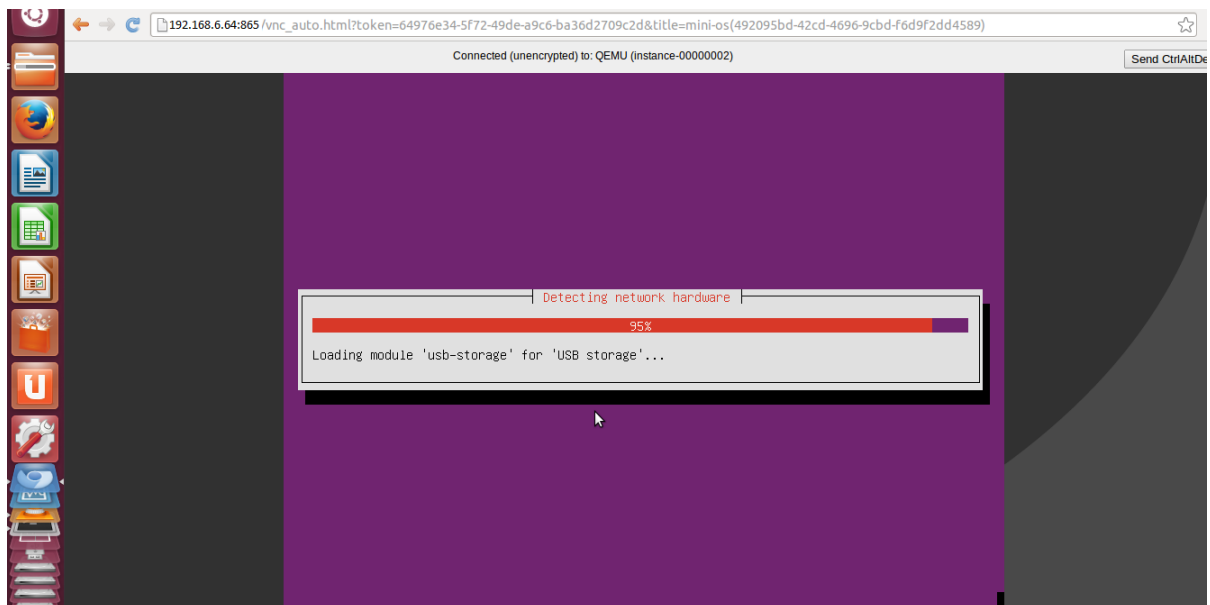 192.168.6.64:865/vnc_auto.html?token=64976e34-5f72-49de-a9c6-ba36d2709c2d&title=mini-os(492095bd-42cd-4696-9cbd-f6d9f2dd4589)
Connected (unencrypted) to: QEMU (instance-00000002)
Send CtrlAltDe
Detecting network hardware
95%
Loading module 'usb-storage' for 'USB storage'...